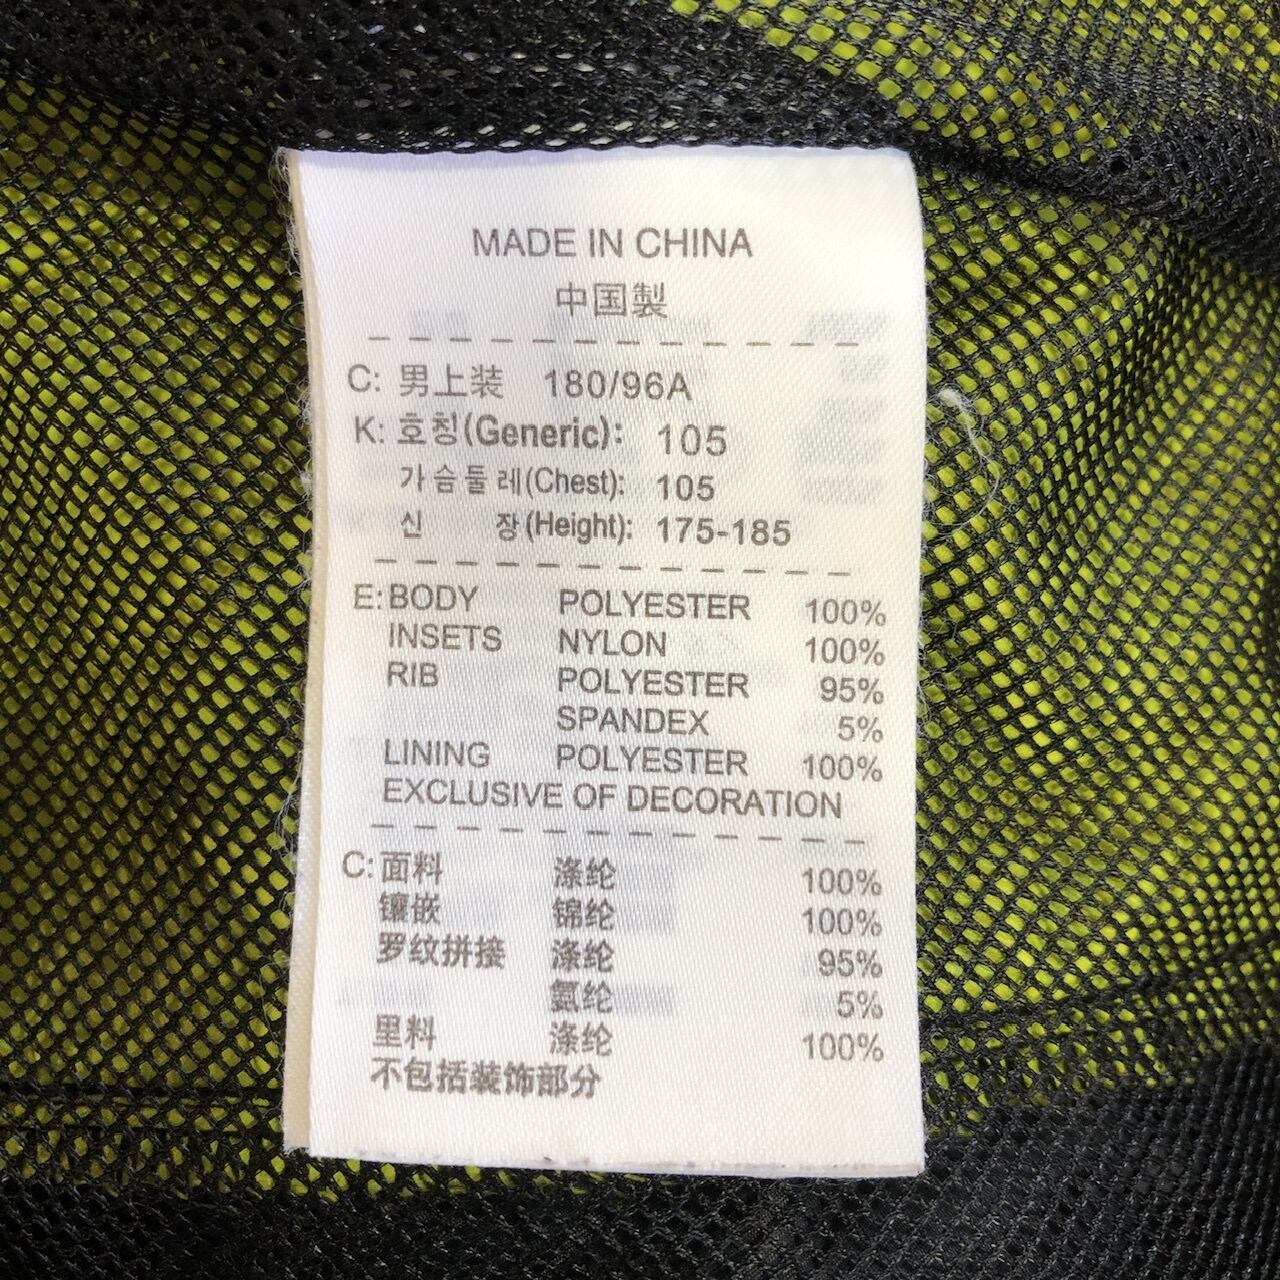 MADE IN CHINA
中国製
C: 男上装 180/96A
K: 호칭(Generic): 105
가슴둘레(Chest): 105
신 장(Height): 175-185
E: BODY POLYESTER 100%
INSETS NYLON 100%
RIB POLYESTER 95%
SPANDEX 5%
LINING POLYESTER 100%
EXCLUSIVE OF DECORATION
C: 面料 涤纶 100%
镶嵌 锦纶 100%
罗纹拼接 涤纶 95%
氨纶 5%
里料 涤纶 100%
不包括装饰部分